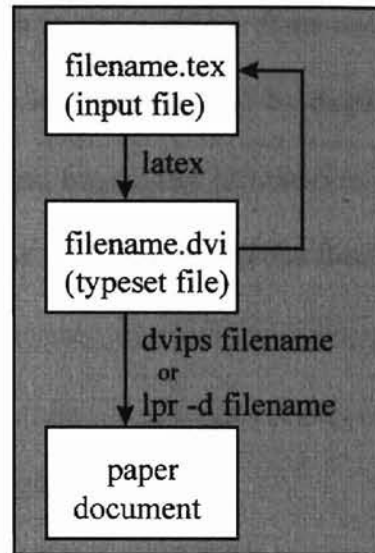 filename.tex
(input file)
latex
filename.dvi
(typeset file)
dvips filename
or
lpr -d filename
paper
document